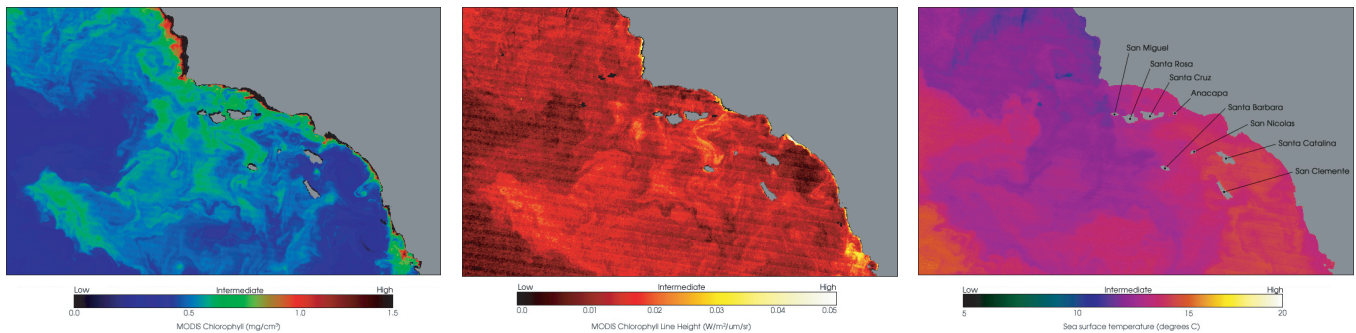 Low Intermediate High
0.0 0.5 1.0 1.5
MODIS Chlorophyll (mg/cm³)
Low Intermediate High
0.0 0.01 0.02 0.03 0.04 0.05
MODIS Chlorophyll Line Height (W/m²/um/sr)
San Miguel
Santa Rosa
Santa Cruz
Anacapa
Santa Barbara
San Nicolas
Santa Catalina
San Clemente
Low Intermediate High
5 10 15 20
Sea surface temperature (degrees C)